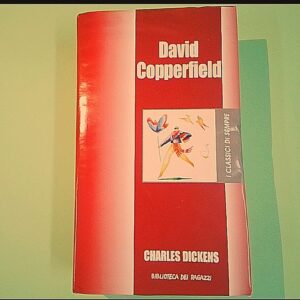 David
Copperfield
I CLASSICI DI SEMPRE
CHARLES DICKENS
BIBLIOTECA DEI RAGAZZI